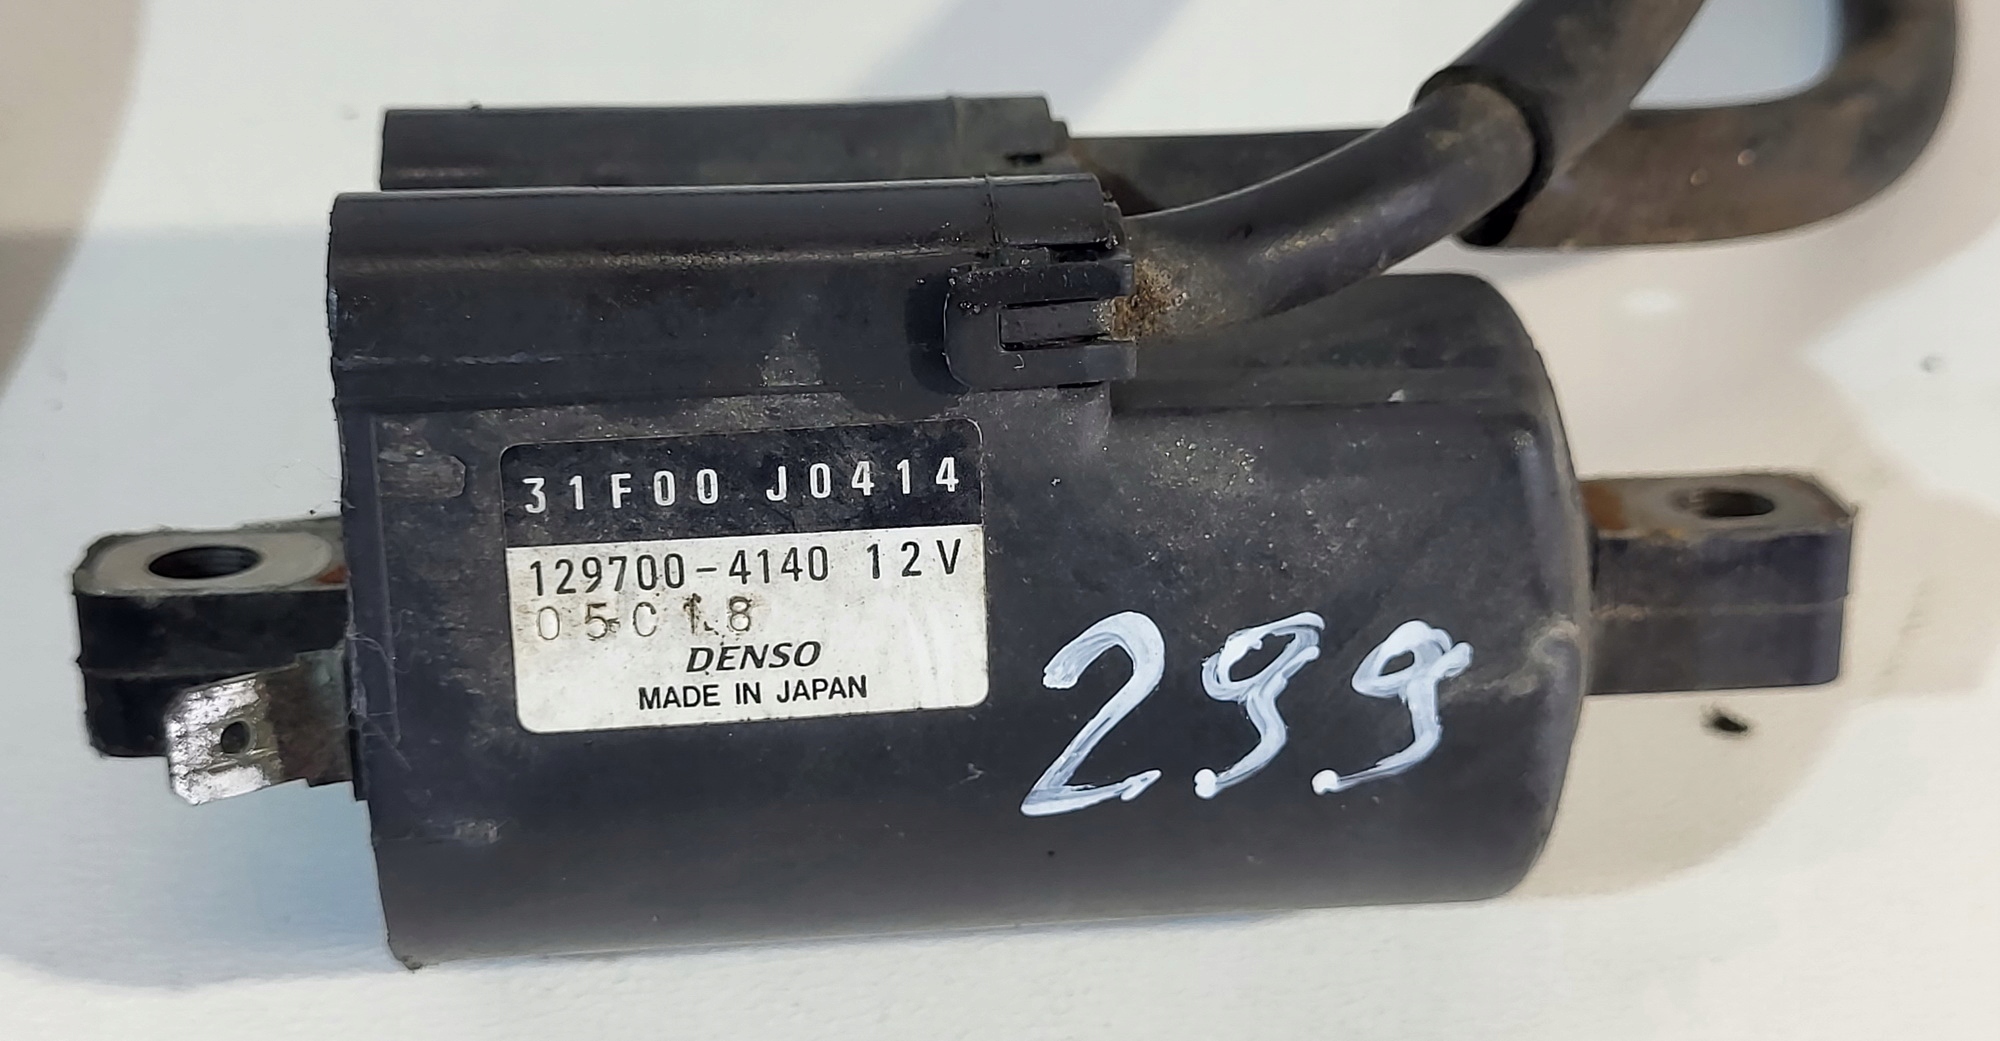 31F00 J0414
129700-4140 12V
05C18
DENSO
MADE IN JAPAN
299